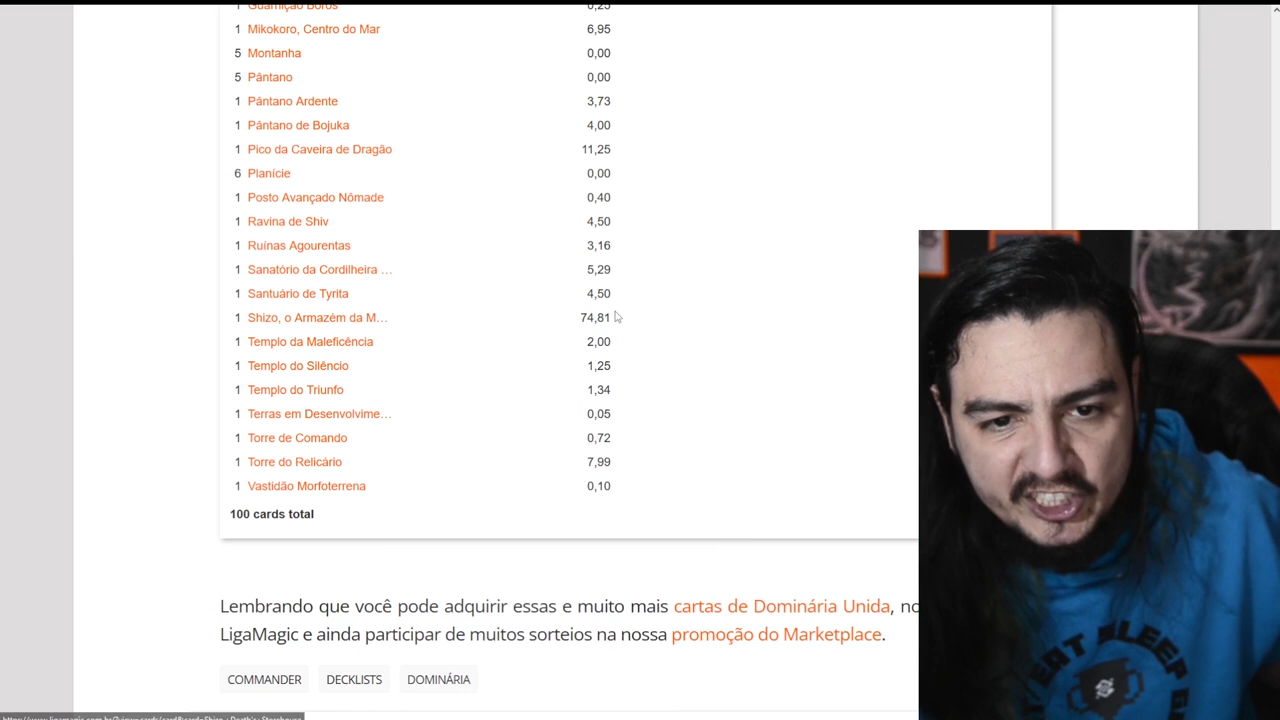 1 Guarnição Boros 0,25
1 Mikokoro, Centro do Mar 6,95
5 Montanha 0,00
5 Pântano 0,00
1 Pântano Ardente 3,73
1 Pântano de Bojuka 4,00
1 Pico da Caveira de Dragão 11,25
6 Planície 0,00
1 Posto Avançado Nômade 0,40
1 Ravina de Shiv 4,50
1 Ruínas Agourentas 3,16
1 Sanatório da Cordilheira ... 5,29
1 Santuário de Tyrita 4,50
1 Shizo, o Armazém da M... 74,81
1 Templo da Maleficência 2,00
1 Templo do Silêncio 1,25
1 Templo do Triunfo 1,34
1 Terras em Desenvolvime... 0,05
1 Torre de Comando 0,72
1 Torre do Relicário 7,99
1 Vastidão Morfoterrena 0,10
100 cards total
Lembrando que você pode adquirir essas e muito mais cartas de Dominária Unida, no
LigaMagic e ainda participar de muitos sorteios na nossa promoção do Marketplace.
COMMANDER DECKLISTS DOMINÁRIA
EAT SLEEP